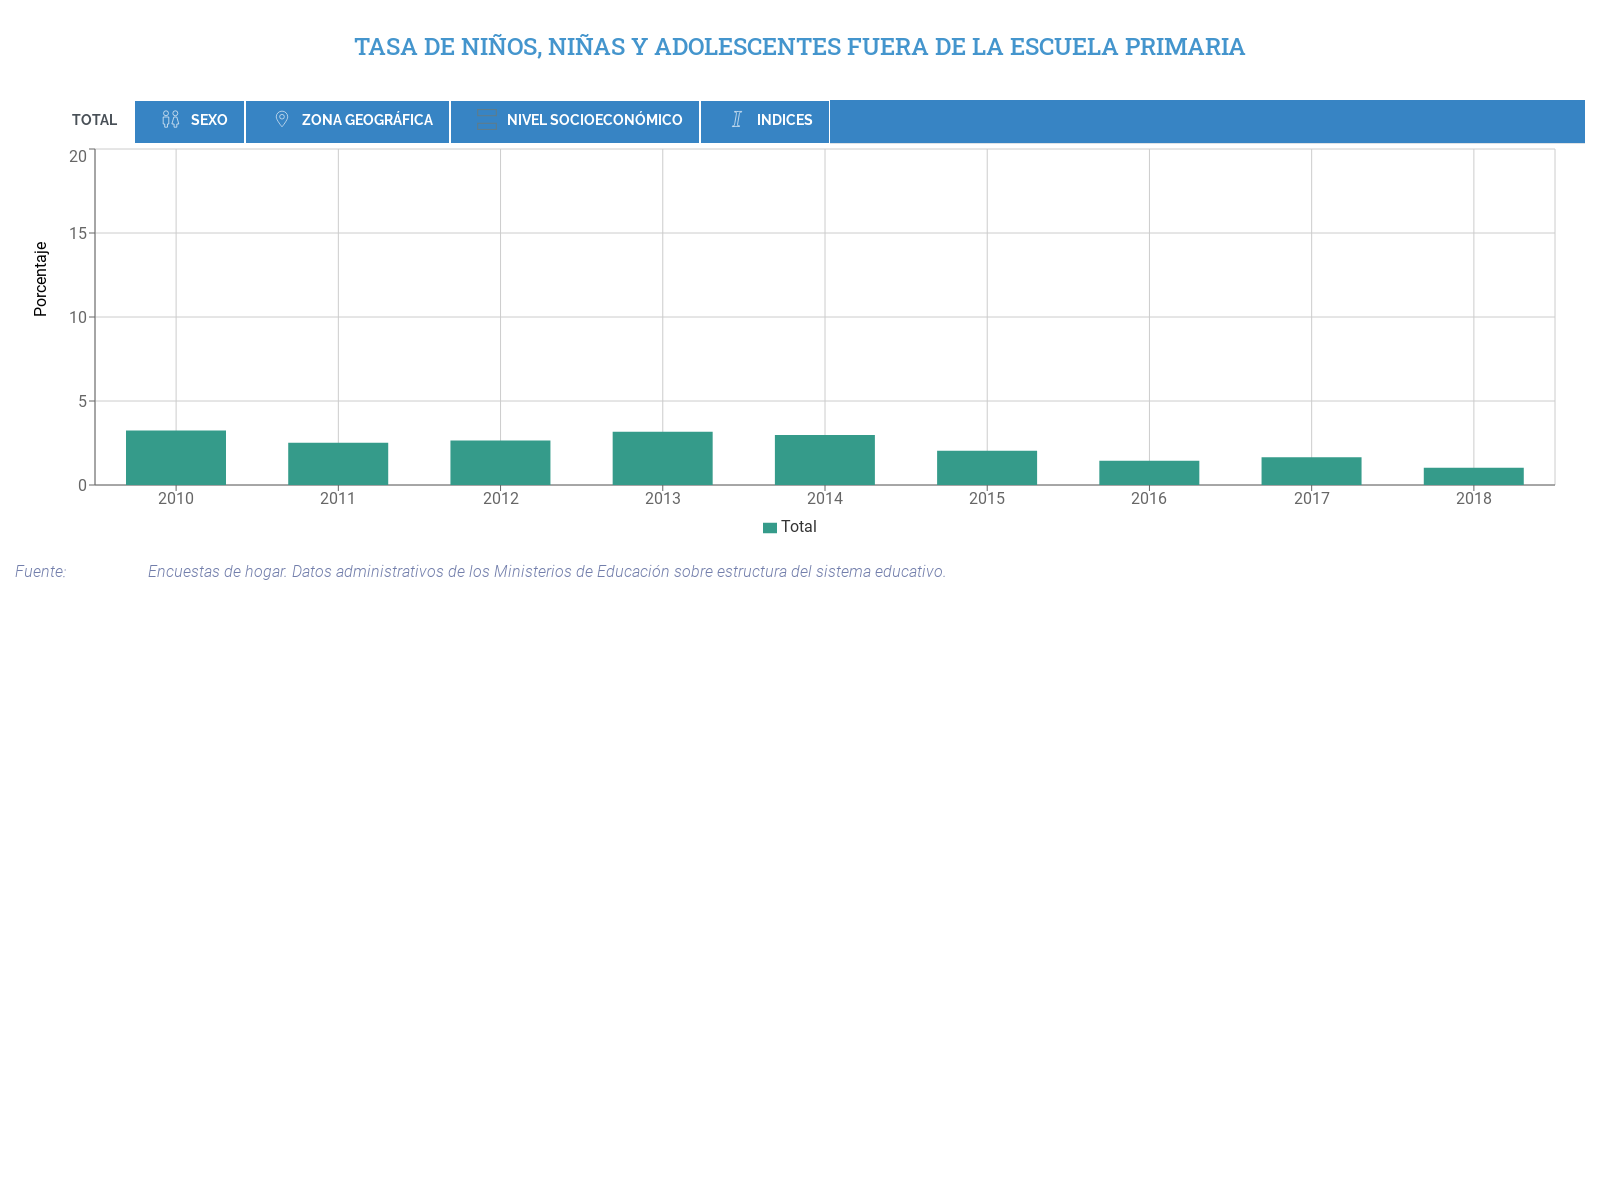 TASA DE NIÑOS, NIÑAS Y ADOLESCENTES FUERA DE LA ESCUELA PRIMARIA
TOTAL SEXO ZONA GEOGRÁFICA NIVEL SOCIOECONÓMICO INDICES
Porcentaje
20
15
10
5
0
2010 2011 2012 2013 2014 2015 2016 2017 2018
Total
Fuente: Encuestas de hogar. Datos administrativos de los Ministerios de Educación sobre estructura del sistema educativo.